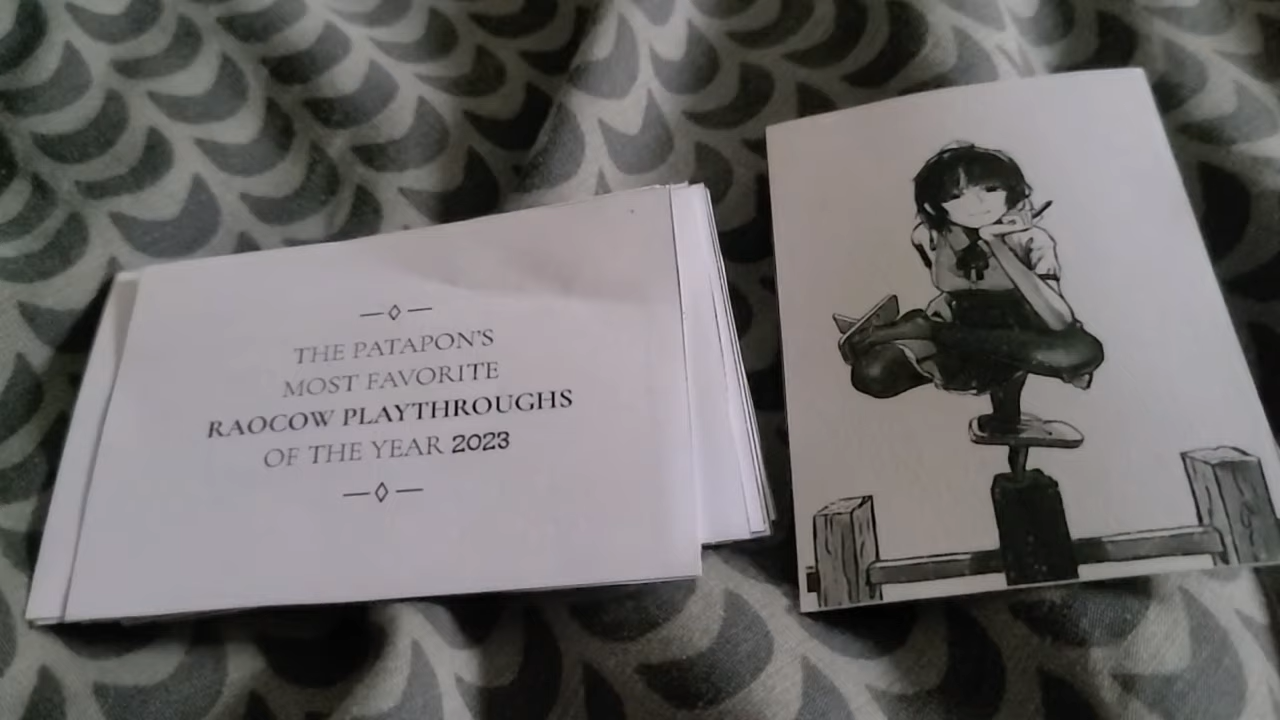 THE PATAPON'S
MOST FAVORITE
RAOCOW PLAYTHROUGHS
OF THE YEAR 2023